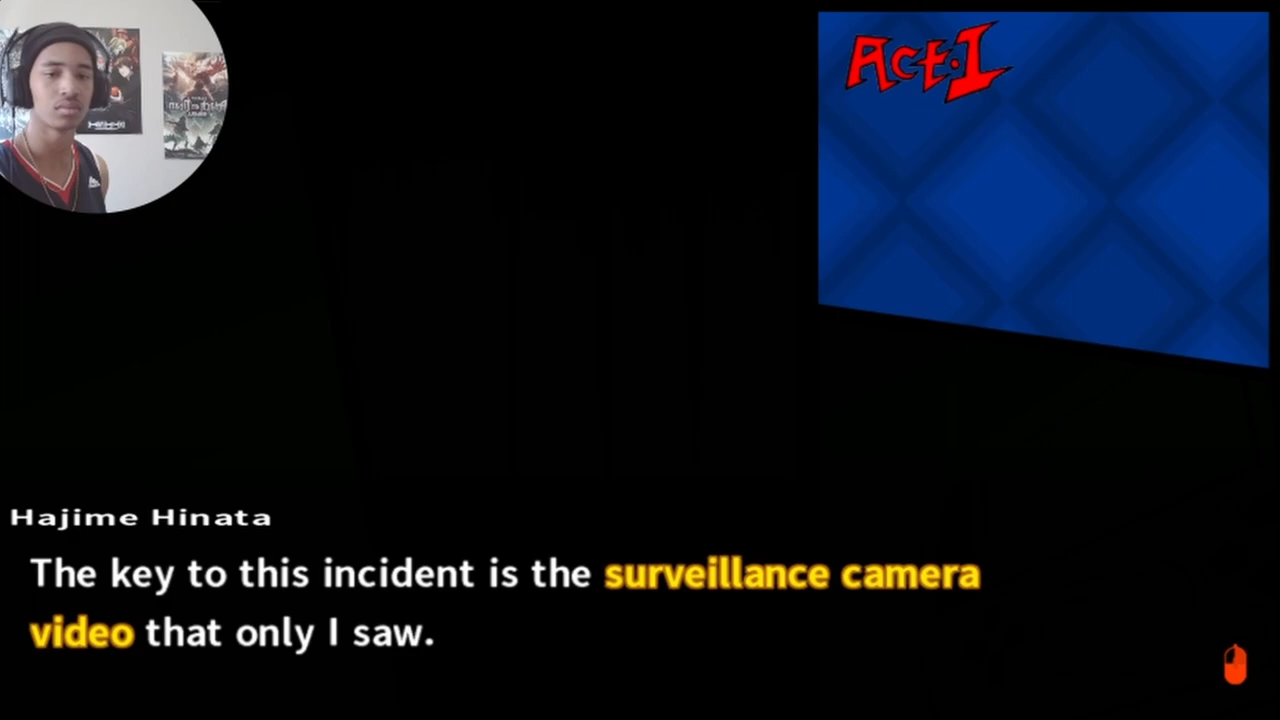 Act.1
Hajime Hinata
The key to this incident is the surveillance camera
video that only I saw.